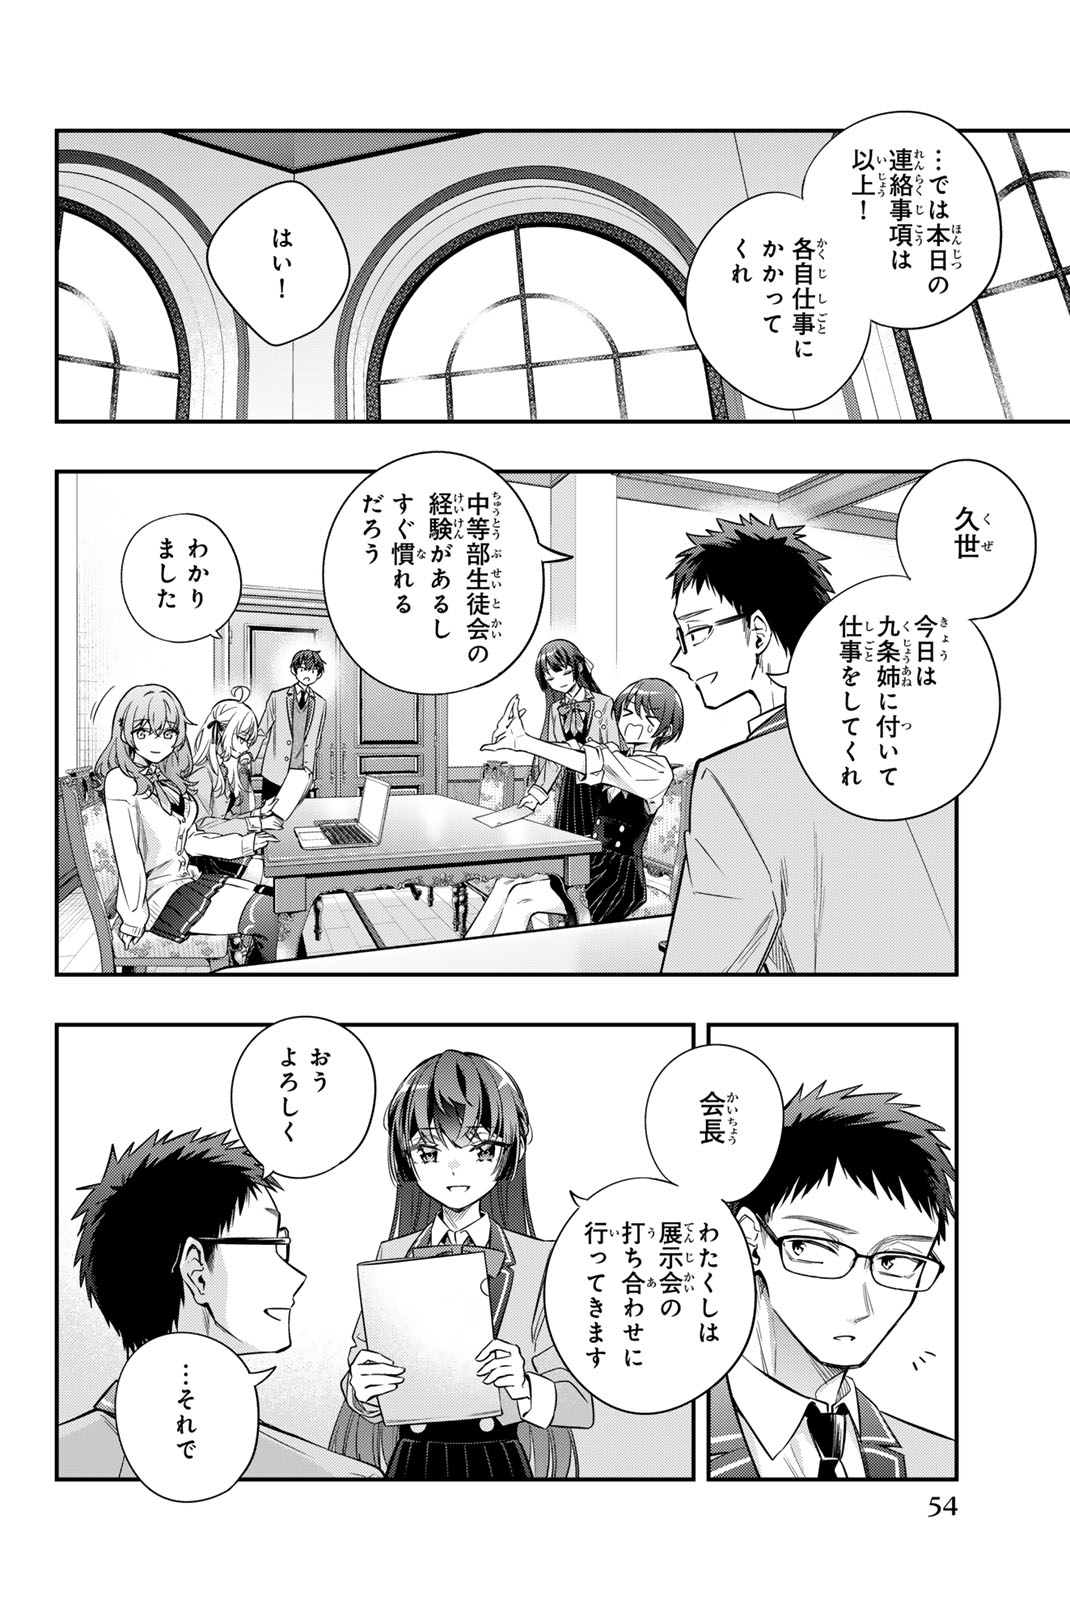 …では本日の
連絡事項は
以上！
各自仕事に
かかって
くれ
はい！
久世
今日は
九条姉に付いて
仕事をしてくれ
中等部生徒会の
経験があるし
すぐ慣れる
だろう
わかり
ました
会長
わたくしは
展示会の
打ち合わせに
行ってきます
おう
よろしく
…それで
54